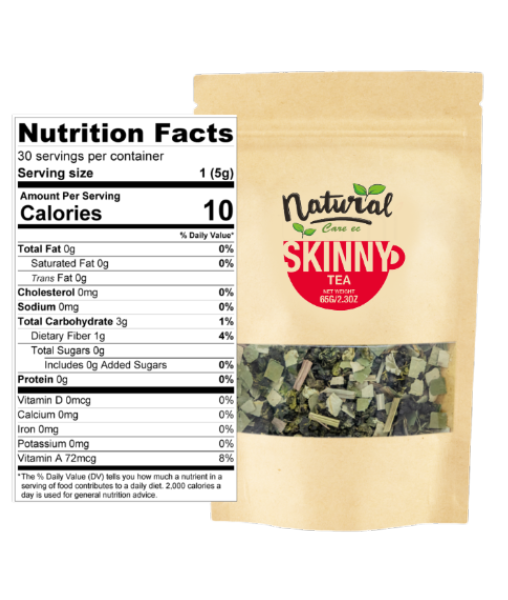 Nutrition Facts
30 servings per container
Serving size 1 (5g)
Amount Per Serving
Calories 10
% Daily Value*
Total Fat 0g 0%
Saturated Fat 0g 0%
Trans Fat 0g
Cholesterol 0mg 0%
Sodium 0mg 0%
Total Carbohydrate 3g 1%
Dietary Fiber 1g 4%
Total Sugars 0g
Includes 0g Added Sugars 0%
Protein 0g 0%
Vitamin D 0mcg 0%
Calcium 0mg 0%
Iron 0mg 0%
Potassium 0mg 0%
Vitamin A 72mcg 8%
*The % Daily Value (DV) tells you how much a nutrient in a
serving of food contributes to a daily diet. 2,000 calories a
day is used for general nutrition advice.
Natural
Care ec
SKINNY
TEA
NET WEIGHT
65G/2.3OZ